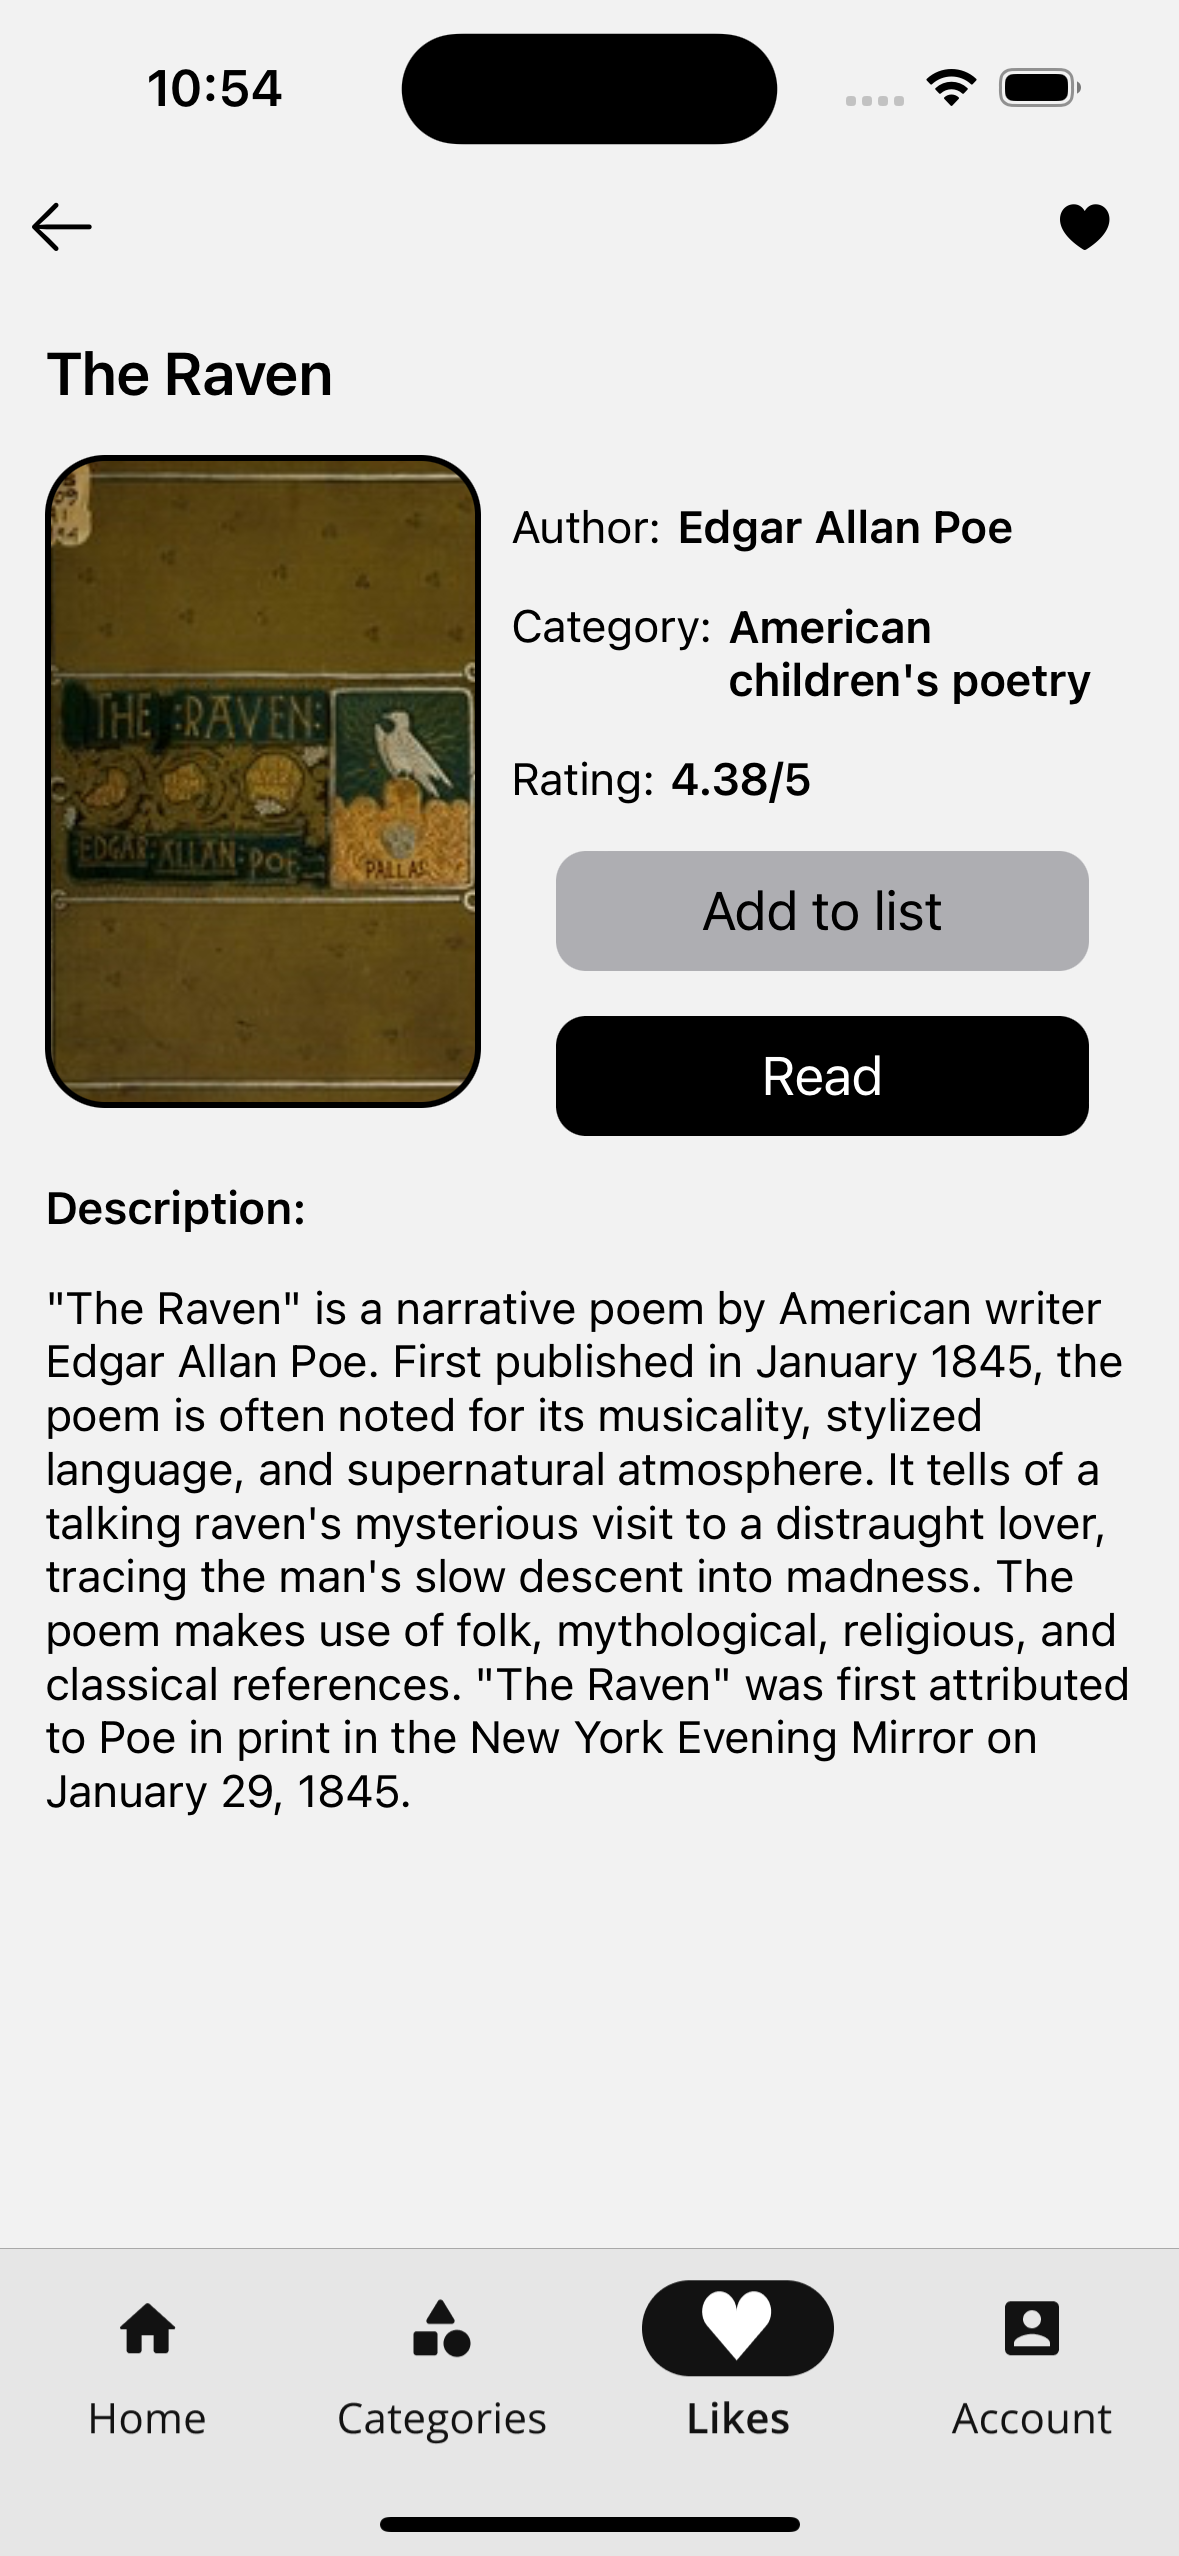 10:54
The Raven
THE RAVEN
EDGAR ALLAN POE
PALLAS
Author: Edgar Allan Poe
Category: American
children's poetry
Rating: 4.38/5
Add to list
Read
Description:
"The Raven" is a narrative poem by American writer
Edgar Allan Poe. First published in January 1845, the
poem is often noted for its musicality, stylized
language, and supernatural atmosphere. It tells of a
talking raven's mysterious visit to a distraught lover,
tracing the man's slow descent into madness. The
poem makes use of folk, mythological, religious, and
classical references. "The Raven" was first attributed
to Poe in print in the New York Evening Mirror on
January 29, 1845.
Home
Categories
Likes
Account